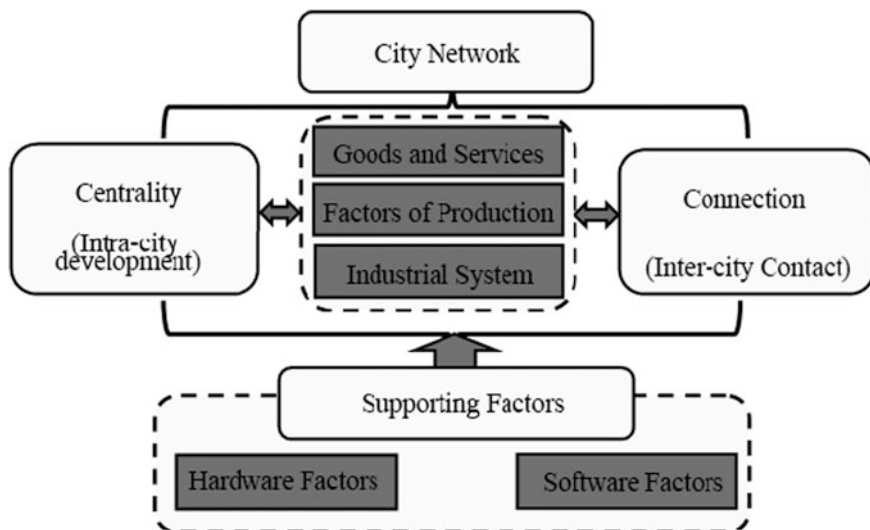 City Network
Goods and Services
Centrality
(Intra-city
development)
Factors of Production
Connection
(Inter-city Contact)
Industrial System
Supporting Factors
Hardware Factors
Software Factors